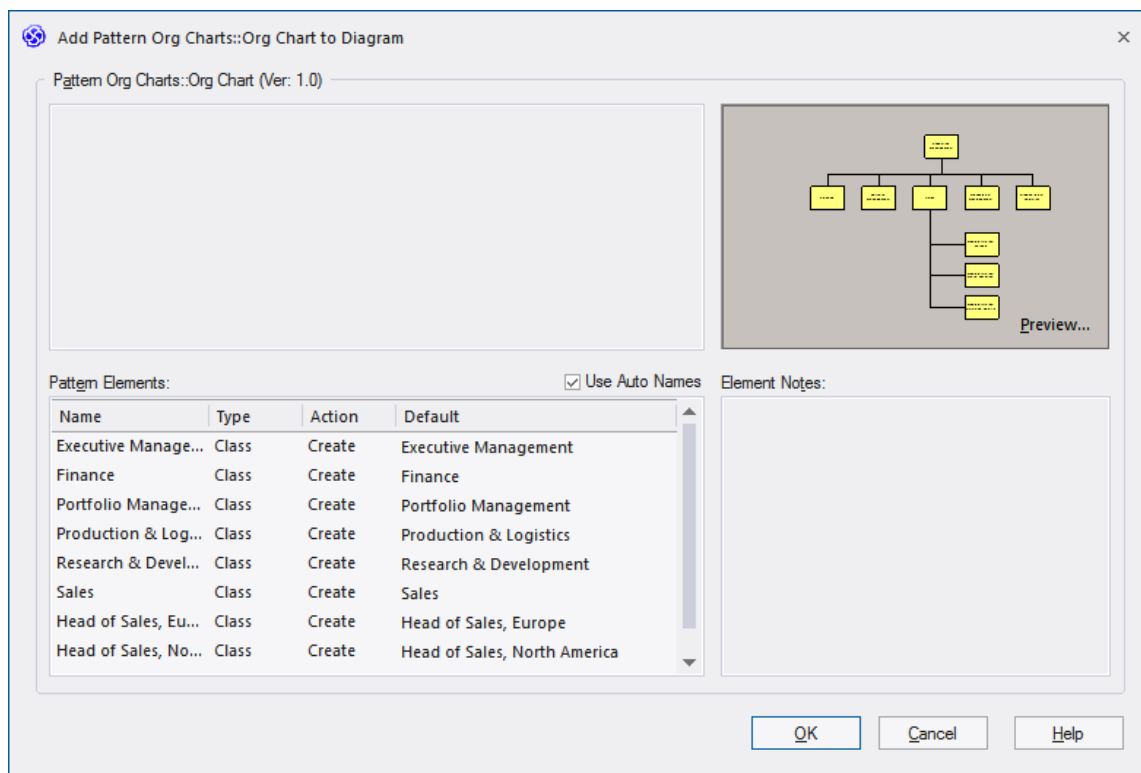 Add Pattern Org Charts::Org Chart to Diagram
Pattern Org Charts::Org Chart (Ver: 1.0)
Preview...
Pattern Elements:
Use Auto Names
Element Notes:
Name Type Action Default
Executive Manage... Class Create Executive Management
Finance Class Create Finance
Portfolio Manage... Class Create Portfolio Management
Production & Log... Class Create Production & Logistics
Research & Devel... Class Create Research & Development
Sales Class Create Sales
Head of Sales, Eu... Class Create Head of Sales, Europe
Head of Sales, No... Class Create Head of Sales, North America
OK
Cancel
Help